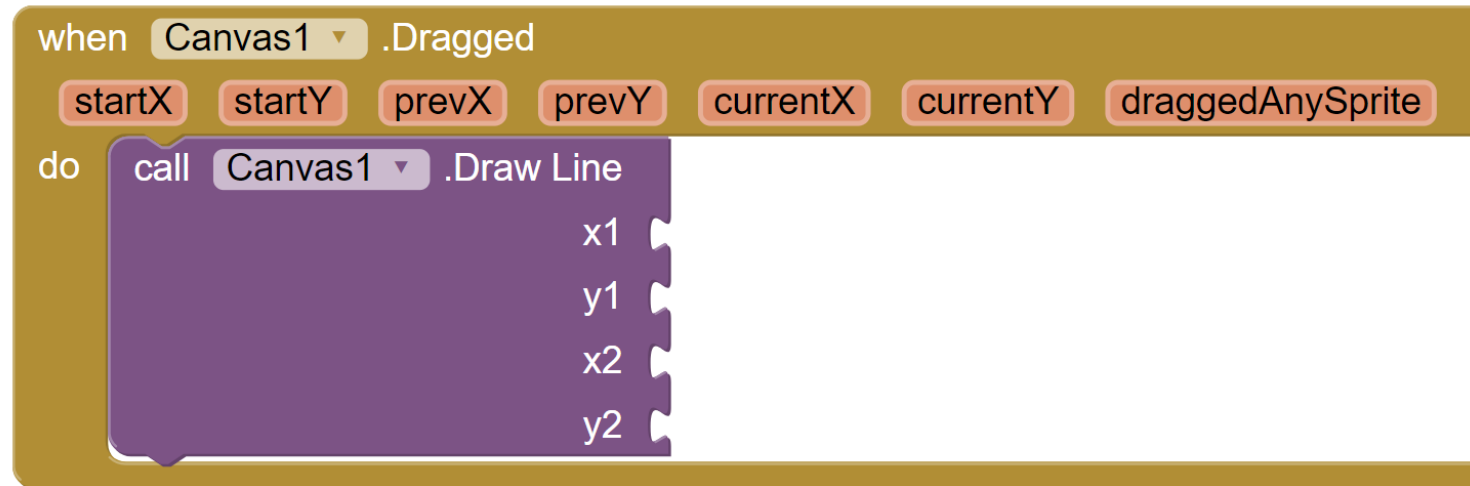 when Canvas1 .Dragged
startX startY prevX prevY currentX currentY draggedAnySprite
do call Canvas1 .Draw Line
x1
y1
x2
y2